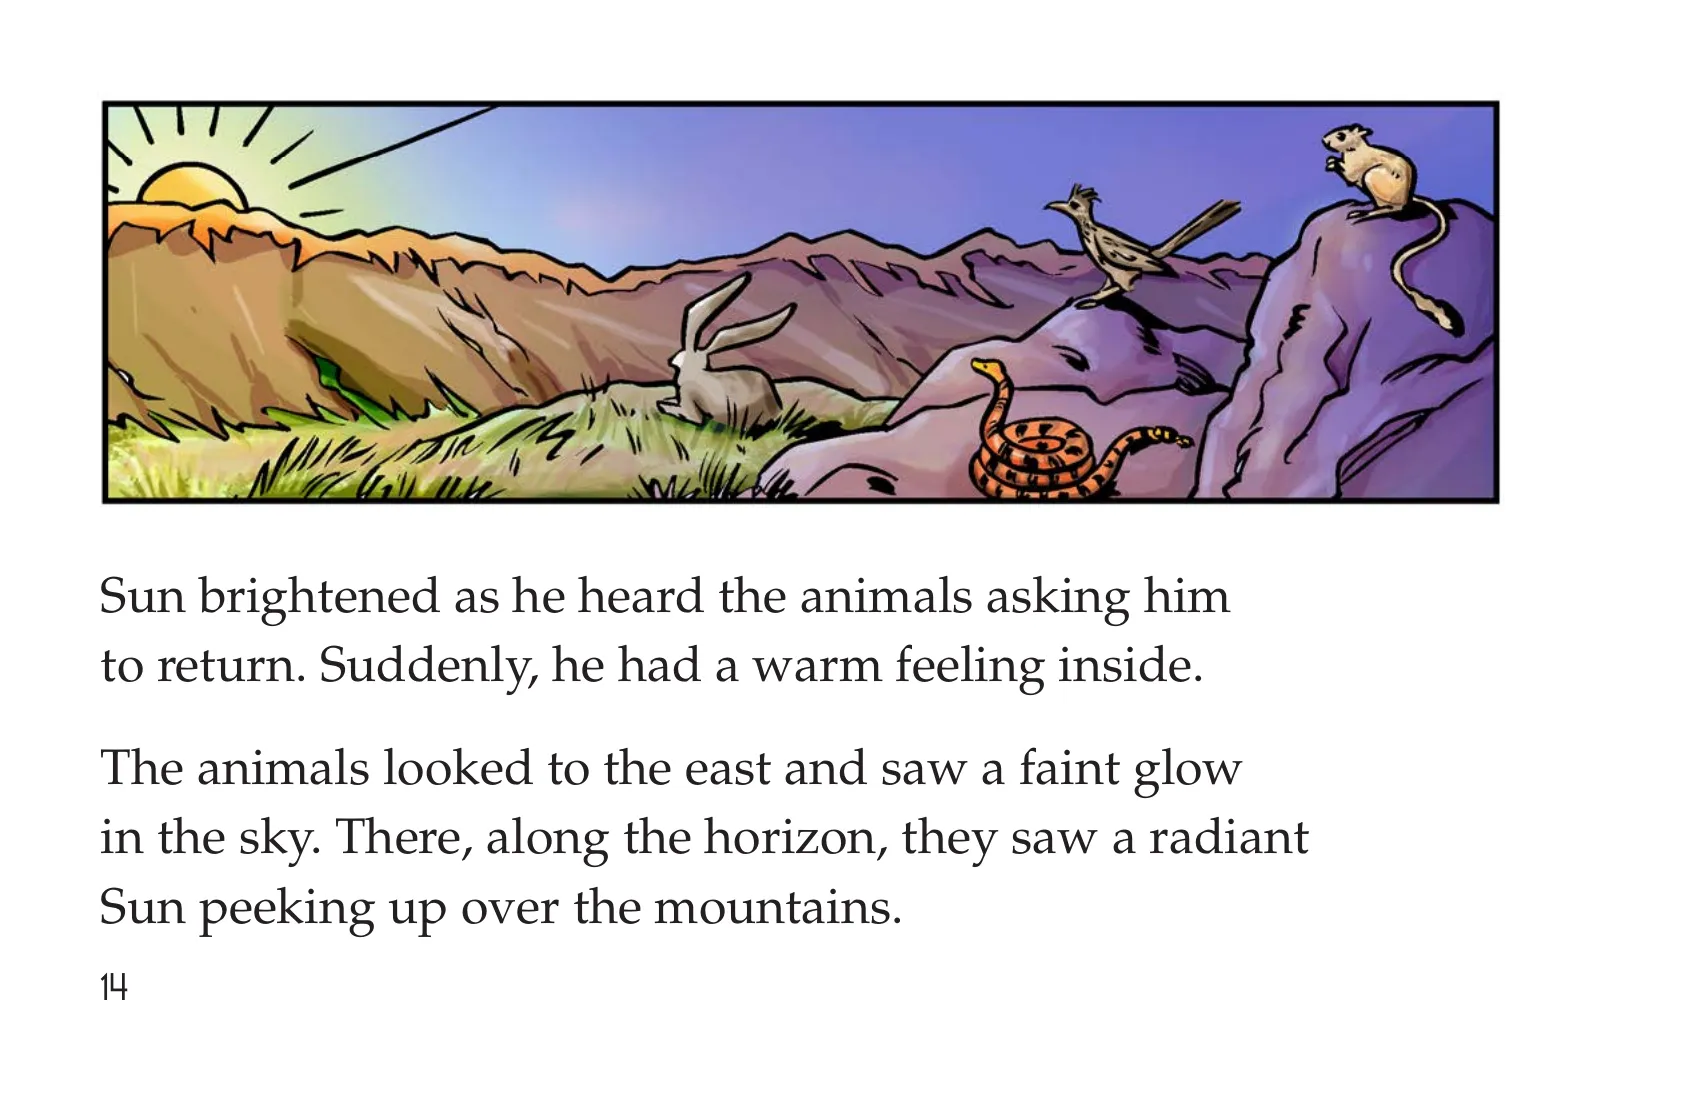 Sun brightened as he heard the animals asking him
to return. Suddenly, he had a warm feeling inside.
The animals looked to the east and saw a faint glow
in the sky. There, along the horizon, they saw a radiant
Sun peeking up over the mountains.
14